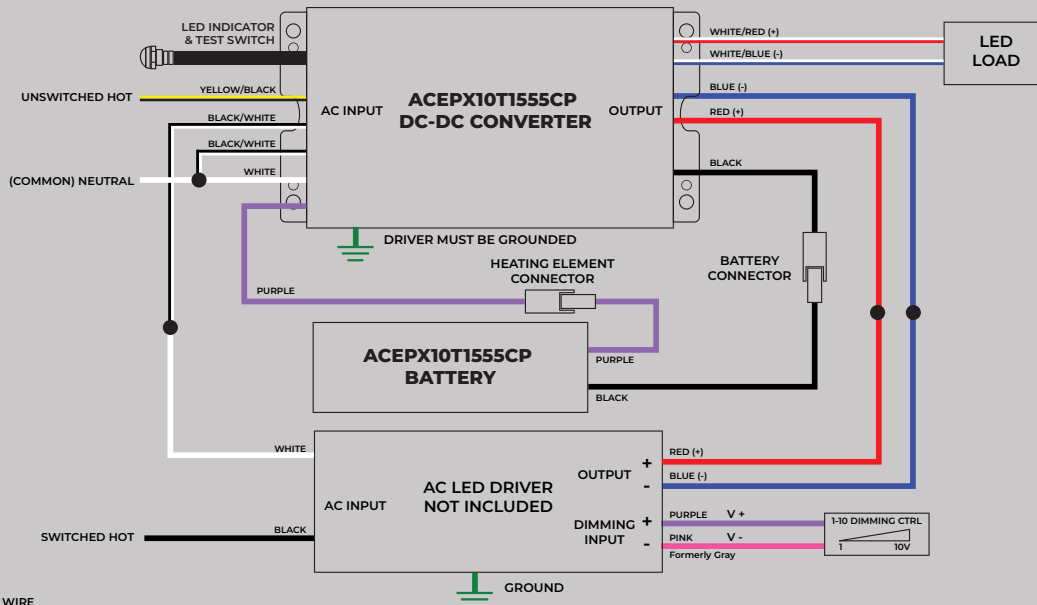 LED INDICATOR
& TEST SWITCH
UNSWITCHED HOT
YELLOW/BLACK
BLACK/WHITE
BLACK/WHITE
(COMMON) NEUTRAL
WHITE
AC INPUT
ACEPX10T1555CP
DC-DC CONVERTER
OUTPUT
WHITE/RED (+)
WHITE/BLUE (-)
LED
LOAD
BLUE (-)
RED (+)
BLACK
DRIVER MUST BE GROUNDED
HEATING ELEMENT
CONNECTOR
BATTERY
CONNECTOR
PURPLE
ACEPX10T1555CP
BATTERY
PURPLE
BLACK
WHITE
AC INPUT
AC LED DRIVER
NOT INCLUDED
OUTPUT
+
-
RED (+)
BLUE (-)
SWITCHED HOT
BLACK
DIMMING
INPUT
+
-
PURPLE V +
PINK V -
Formerly Gray
1-10 DIMMING CTRL
1 10V
GROUND
WIRE